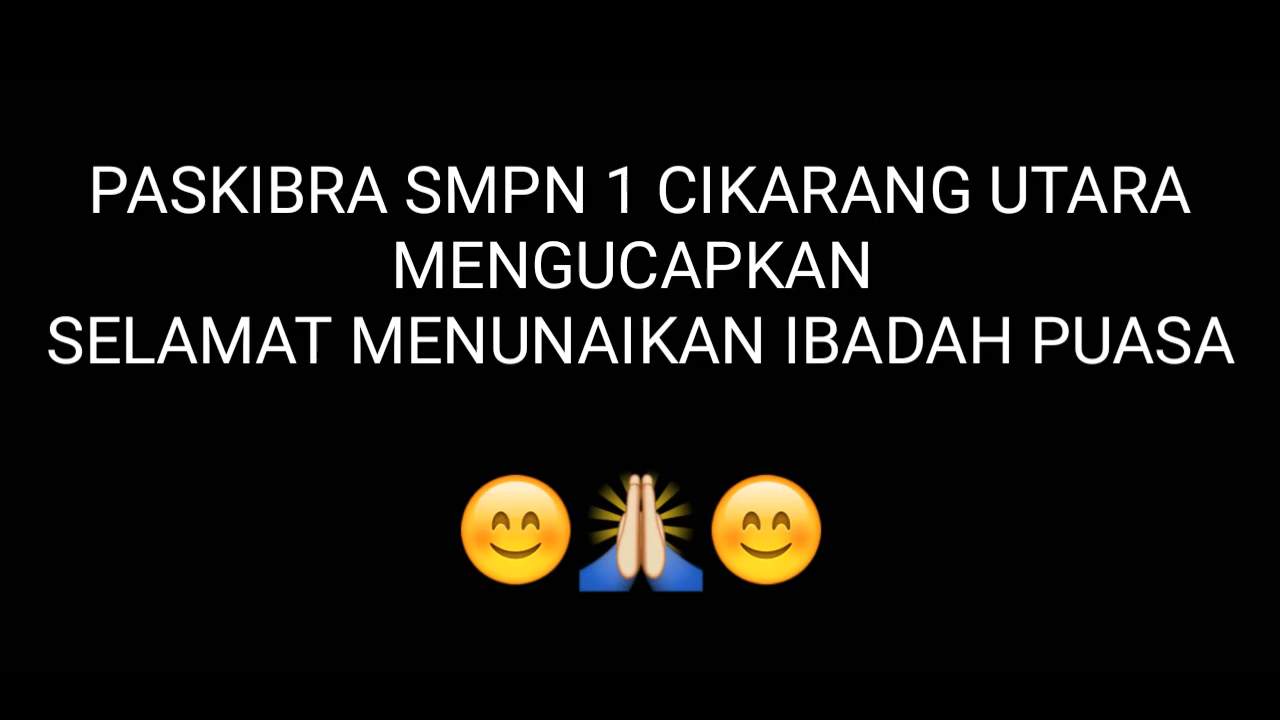 PASKIBRA SMPN 1 CIKARANG UTARA
MENGUCAPKAN
SELAMAT MENUNAIKAN IBADAH PUASA
😊🙏😊